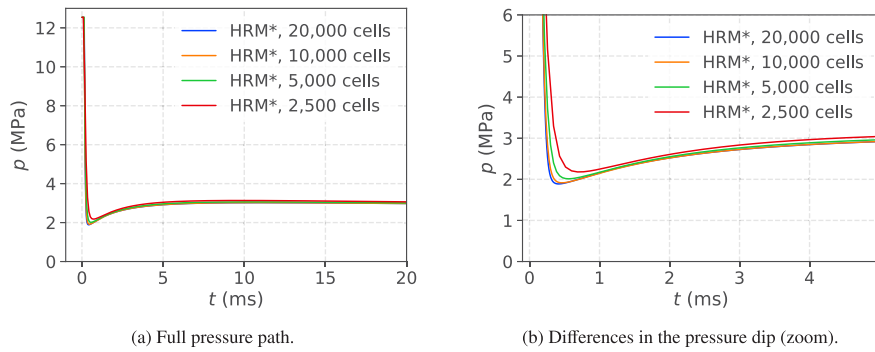 12
10
8
6
4
2
0
p (MPa)
HRM*, 20,000 cells
HRM*, 10,000 cells
HRM*, 5,000 cells
HRM*, 2,500 cells
0 5 10 15 20
t (ms)
(a) Full pressure path.
6
5
4
3
2
1
0
p (MPa)
HRM*, 20,000 cells
HRM*, 10,000 cells
HRM*, 5,000 cells
HRM*, 2,500 cells
0 1 2 3 4
t (ms)
(b) Differences in the pressure dip (zoom).